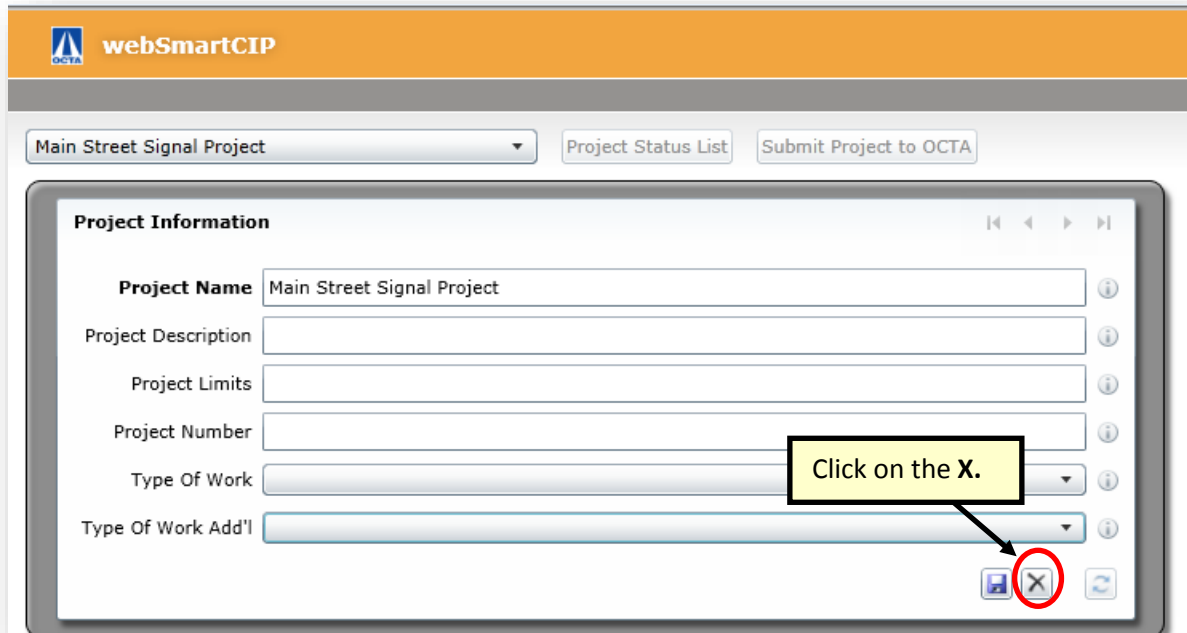 OCTA
webSmartCIP
Main Street Signal Project
Project Status List
Submit Project to OCTA
Project Information
Project Name Main Street Signal Project
Project Description
Project Limits
Project Number
Click on the X.
Type Of Work
Type Of Work Add'l